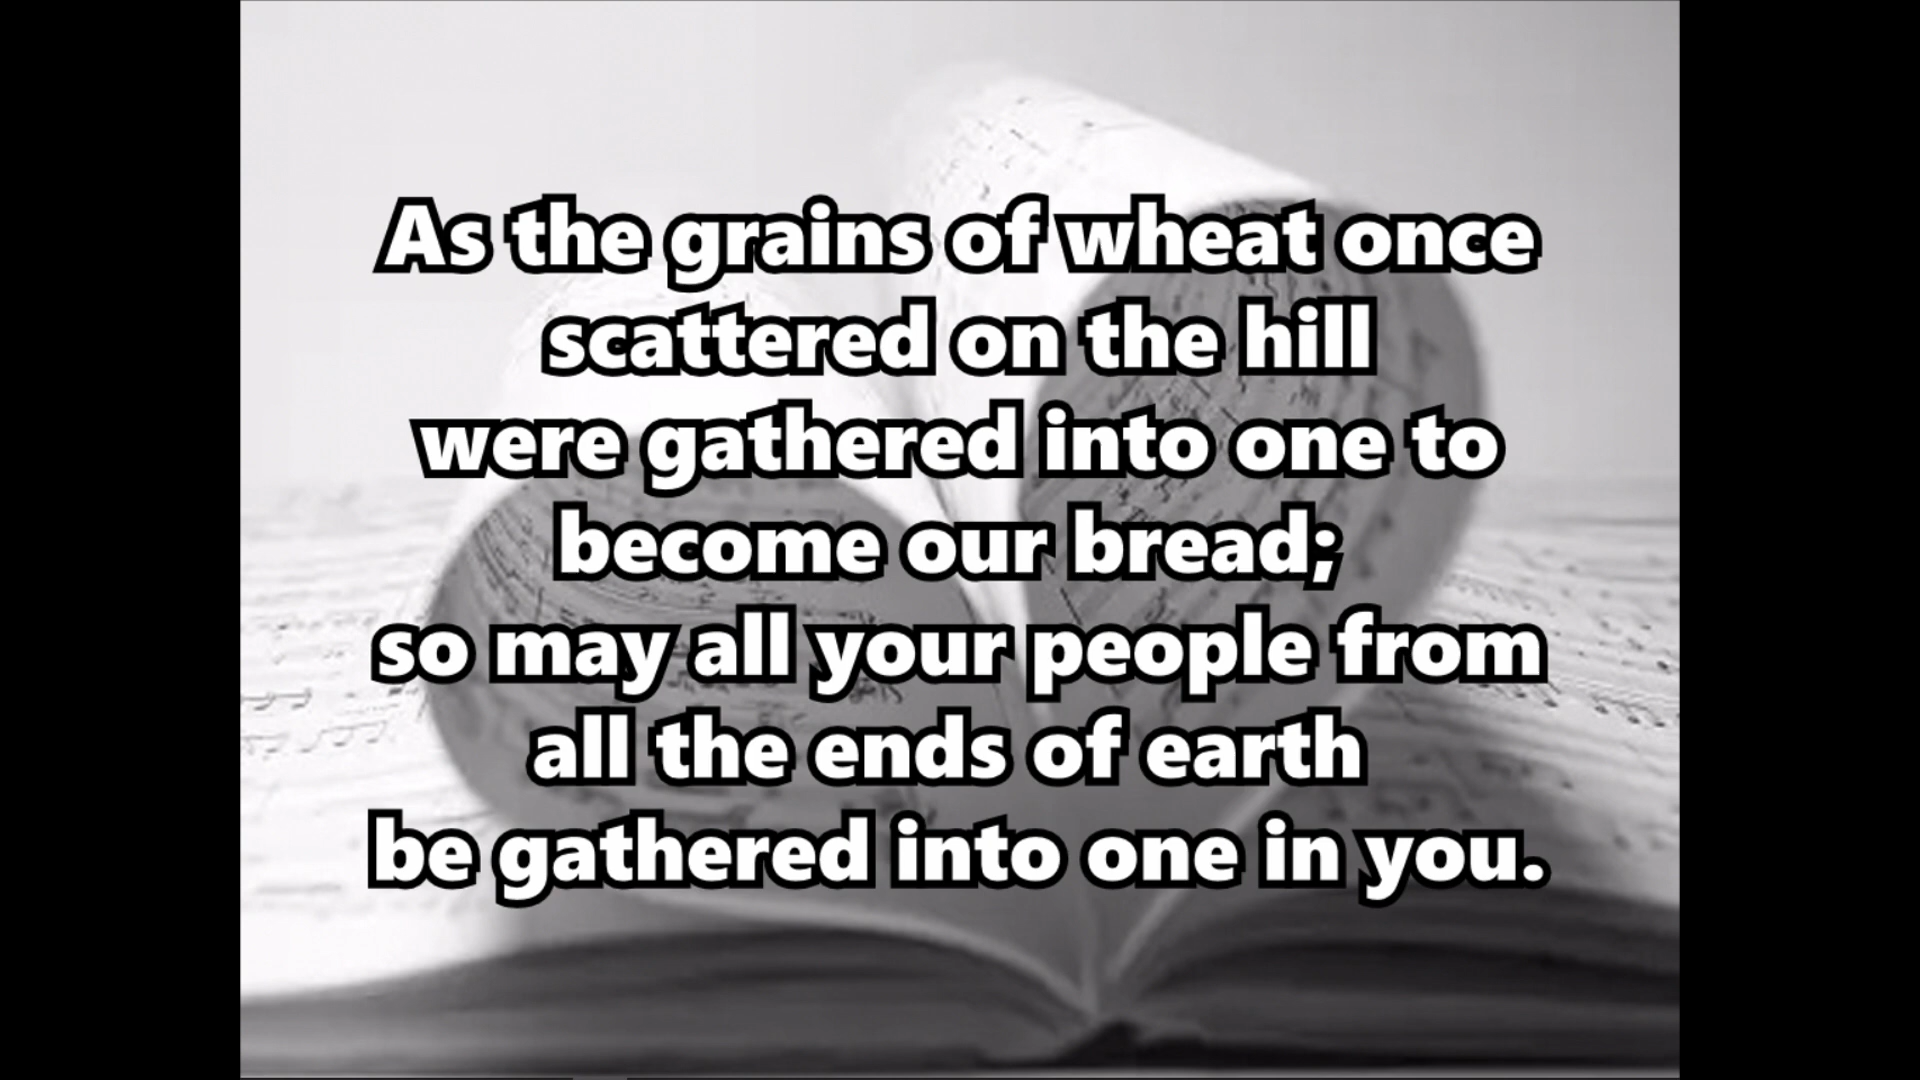 As the grains of wheat once
scattered on the hill
were gathered into one to
become our bread;
so may all your people from
all the ends of earth
be gathered into one in you.